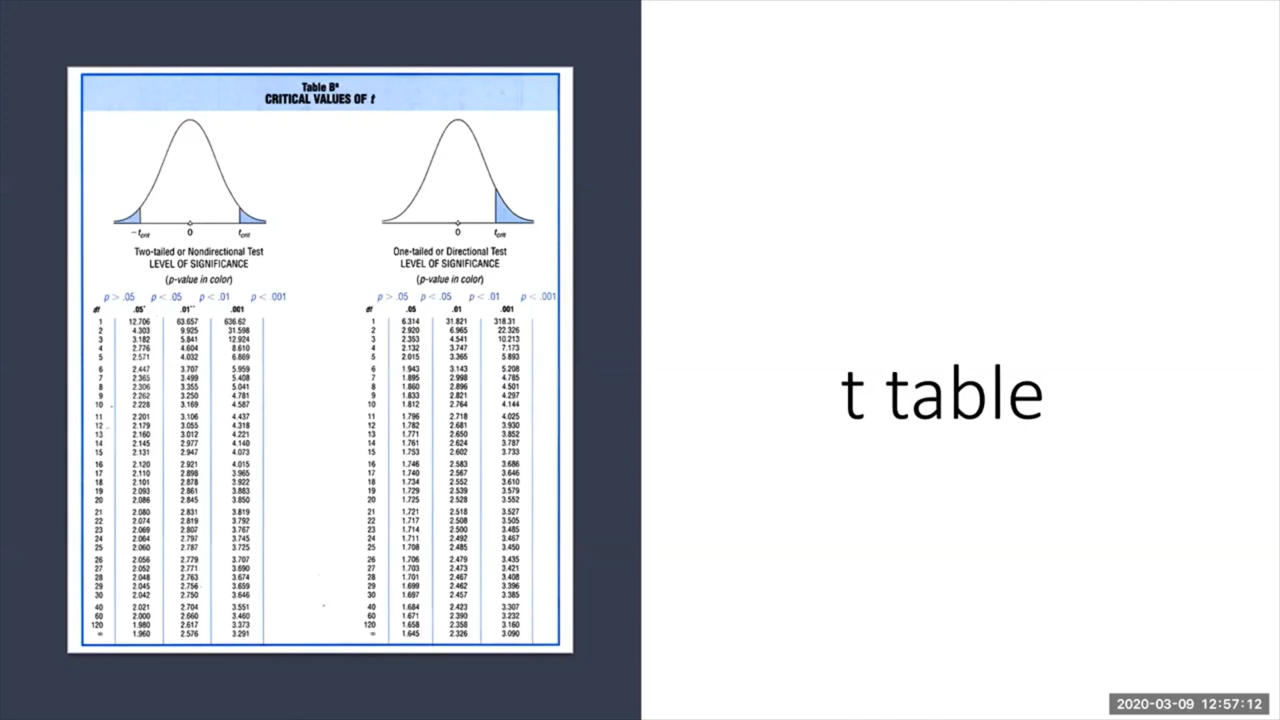 Table Bᵃ
CRITICAL VALUES OF t
−tcrit 0 tcrit
0 tcrit
Two-tailed or Nondirectional Test
LEVEL OF SIGNIFICANCE
(p-value in color)
p > .05 p < .05 p < .01 p < .001
df .05* .01** .001
1 12.706 63.657 636.62
2 4.303 9.925 31.598
3 3.182 5.841 12.924
4 2.776 4.604 8.610
5 2.571 4.032 6.869
6 2.447 3.707 5.959
7 2.365 3.499 5.408
8 2.306 3.355 5.041
9 2.262 3.250 4.781
10 2.228 3.169 4.587
11 2.201 3.106 4.437
12 2.179 3.055 4.318
13 2.160 3.012 4.221
14 2.145 2.977 4.140
15 2.131 2.947 4.073
16 2.120 2.921 4.015
17 2.110 2.898 3.965
18 2.101 2.878 3.922
19 2.093 2.861 3.883
20 2.086 2.845 3.850
21 2.080 2.831 3.819
22 2.074 2.819 3.792
23 2.069 2.807 3.767
24 2.064 2.797 3.745
25 2.060 2.787 3.725
26 2.056 2.779 3.707
27 2.052 2.771 3.690
28 2.048 2.763 3.674
29 2.045 2.756 3.659
30 2.042 2.750 3.646
40 2.021 2.704 3.551
60 2.000 2.660 3.460
120 1.980 2.617 3.373
∞ 1.960 2.576 3.291
One-tailed or Directional Test
LEVEL OF SIGNIFICANCE
(p-value in color)
p > .05 p < .05 p < .01 p < .001
df .05 .01 .001
1 6.314 31.821 318.31
2 2.920 6.965 22.326
3 2.353 4.541 10.213
4 2.132 3.747 7.173
5 2.015 3.365 5.893
6 1.943 3.143 5.208
7 1.895 2.998 4.785
8 1.860 2.896 4.501
9 1.833 2.821 4.297
10 1.812 2.764 4.144
11 1.796 2.718 4.025
12 1.782 2.681 3.930
13 1.771 2.650 3.852
14 1.761 2.624 3.787
15 1.753 2.602 3.733
16 1.746 2.583 3.686
17 1.740 2.567 3.646
18 1.734 2.552 3.610
19 1.729 2.539 3.579
20 1.725 2.528 3.552
21 1.721 2.518 3.527
22 1.717 2.508 3.505
23 1.714 2.500 3.485
24 1.711 2.492 3.467
25 1.708 2.485 3.450
26 1.706 2.479 3.435
27 1.703 2.473 3.421
28 1.701 2.467 3.408
29 1.699 2.462 3.396
30 1.697 2.457 3.385
40 1.684 2.423 3.307
60 1.671 2.390 3.232
120 1.658 2.358 3.160
∞ 1.645 2.326 3.090
t table
2020-03-09 12:57:12